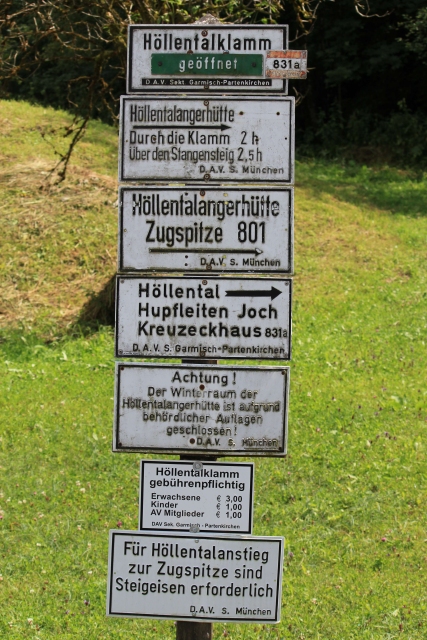 Höllentalklamm
geöffnet
831a
D.A.V. Sekt. Garmisch-Partenkirchen
Höllentalangerhütte
Durch die Klamm 2 h
Über den Stangensteig 2,5 h
D.A.V. S. München
Höllentalangerhütte
Zugspitze 801
D.A.V. S. München
Höllental
Hupfleiten Joch
Kreuzeckhaus 831a
D.A.V. S. Garmisch-Partenkirchen
Achtung!
Der Winterraum der
Höllentalangerhütte ist aufgrund
behördlicher Auflagen
geschlossen!
D.A.V. S. München
Höllentalklamm
gebührenpflichtig
Erwachsene € 3,00
Kinder € 1,00
AV Mitglieder € 1,00
DAV Sek. Garmisch - Partenkirchen
Für Höllentalanstieg
zur Zugspitze sind
Steigeisen erforderlich
D.A.V. S. München